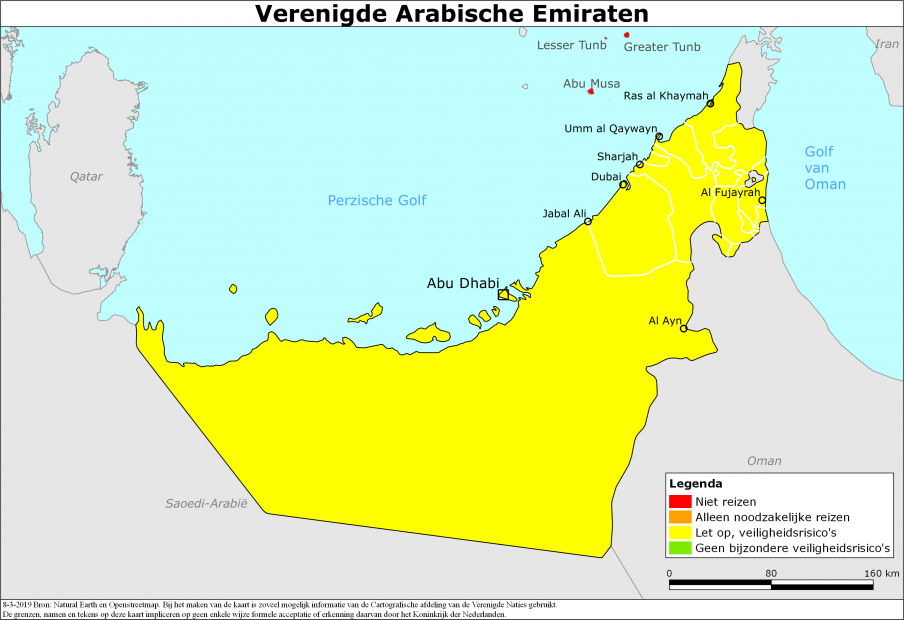 Verenigde Arabische Emiraten
Lesser Tunb
Greater Tunb
Iran
Abu Musa
Ras al Khaymah
Umm al Qaywayn
Golf
van
Oman
Sharjah
Qatar
Dubai
Al Fujayrah
Perzische Golf
Jabal Ali
Abu Dhabi
Al Ayn
Oman
Saoedi-Arabië
Legenda
Niet reizen
Alleen noodzakelijke reizen
Let op, veiligheidsrisico's
Geen bijzondere veiligheidsrisico's
0 80 160 km
8-3-2019 Bron: Natural Earth en Openstreetmap. Bij het maken van de kaart is zoveel mogelijk informatie van de Cartografische afdeling van de Verenigde Naties gebruikt.
De grenzen, namen en tekens op deze kaart impliceren op geen enkele wijze formele acceptatie of erkenning daarvan door het Koninkrijk der Nederlanden.